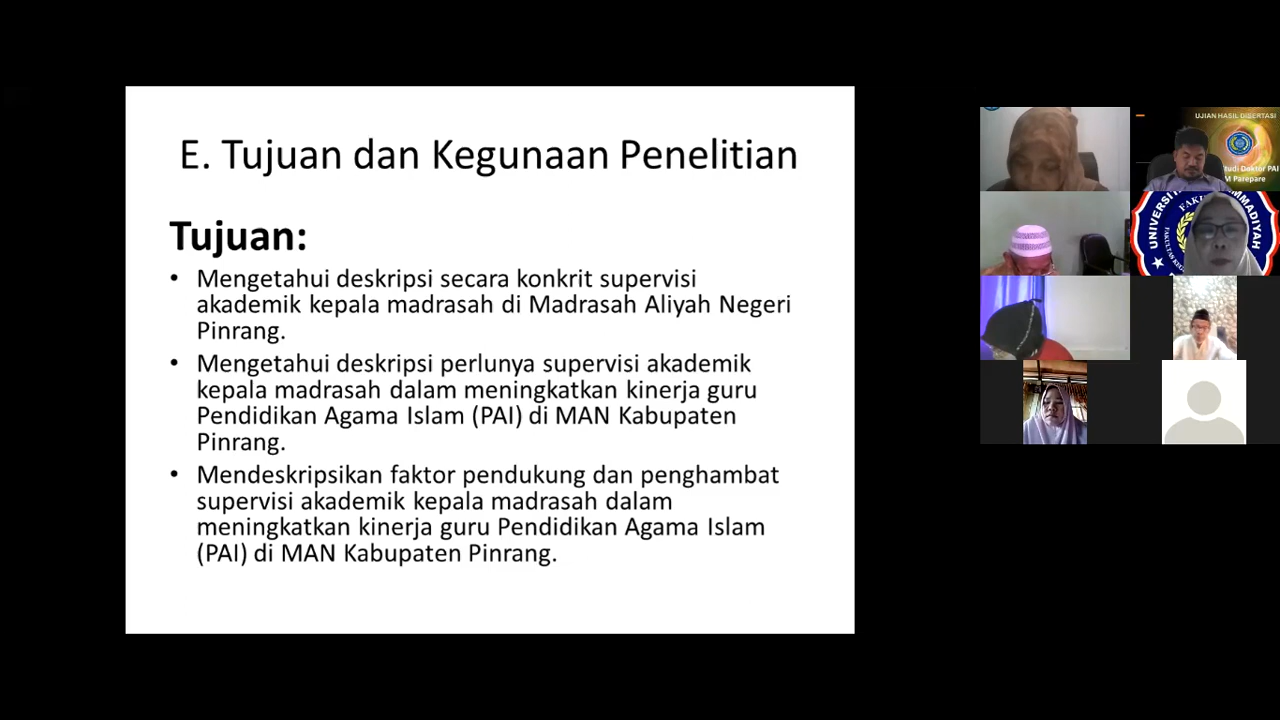 E. Tujuan dan Kegunaan Penelitian
Tujuan:
• Mengetahui deskripsi secara konkrit supervisi
akademik kepala madrasah di Madrasah Aliyah Negeri
Pinrang.
• Mengetahui deskripsi perlunya supervisi akademik
kepala madrasah dalam meningkatkan kinerja guru
Pendidikan Agama Islam (PAI) di MAN Kabupaten
Pinrang.
• Mendeskripsikan faktor pendukung dan penghambat
supervisi akademik kepala madrasah dalam
meningkatkan kinerja guru Pendidikan Agama Islam
(PAI) di MAN Kabupaten Pinrang.
UJIAN HASIL DISERTASI
tudi Doktor PAI
M Parepare